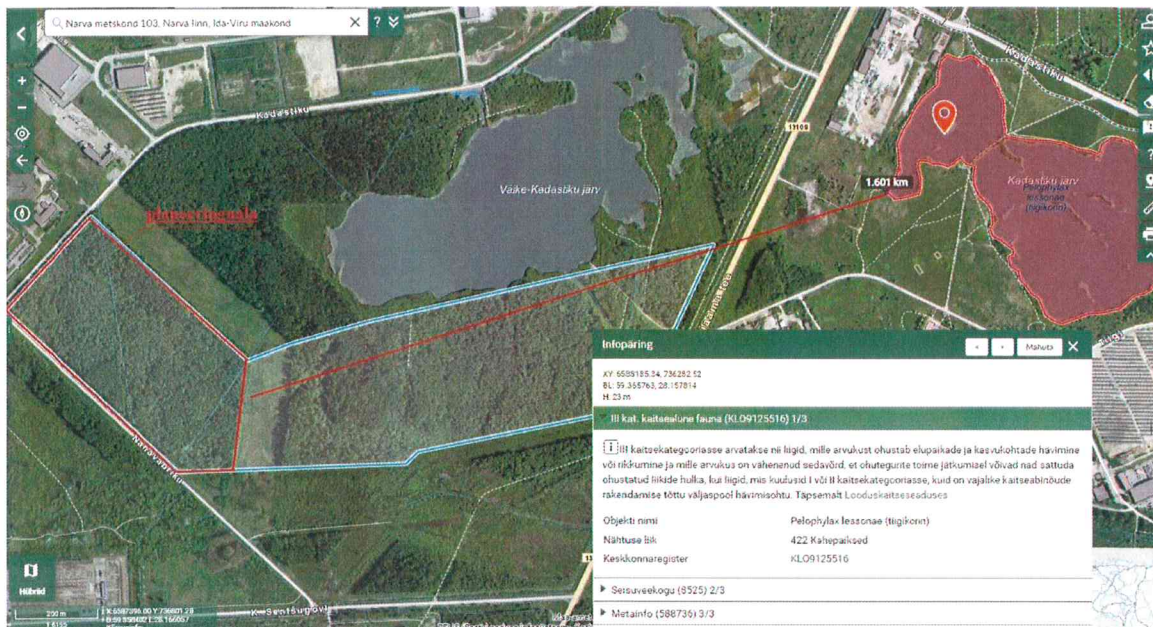 Narva metskond 103, Narva linn, Ida-Viru maakond
?
Kadastiku
Kadastiku
13109
Väike-Kadastiku järv
1.601 km
Kadastiku järv
Pelophylax
lessonae
(tiigikonn)
planeeringuala
Tiigi
Infopäring
Mahuta
XY: 6588185.34, 736282.52
BL: 59.365763, 28.157814
H: 23 m
III kat. kaitsealune fauna (KLO9125516) 1/3
III kaitsekategooriasse arvatakse nii liigid, mille arvukust ohustab elupaikade ja kasvukohtade hävimine
või rikkumine ja mille arvukus on vähenenud sedavõrd, et ohutegurite toime jätkumisel võivad nad sattuda
ohustatud liikide hulka, kui liigid, mis kuulusid I või II kaitsekategooriasse, kuid on vajalike kaitseabinõude
rakendamise tõttu väljaspool hävimisohtu. Täpsemalt Looduskaitseseaduses
Objekti nimi Pelophylax lessonae (tiigikonn)
Nähtuse liik 422 Kahepaiksed
Keskkonnaregister KLO9125516
Seisuveekogu (8525) 2/3
Metainfo (588736) 3/3
Hübriid
200 m